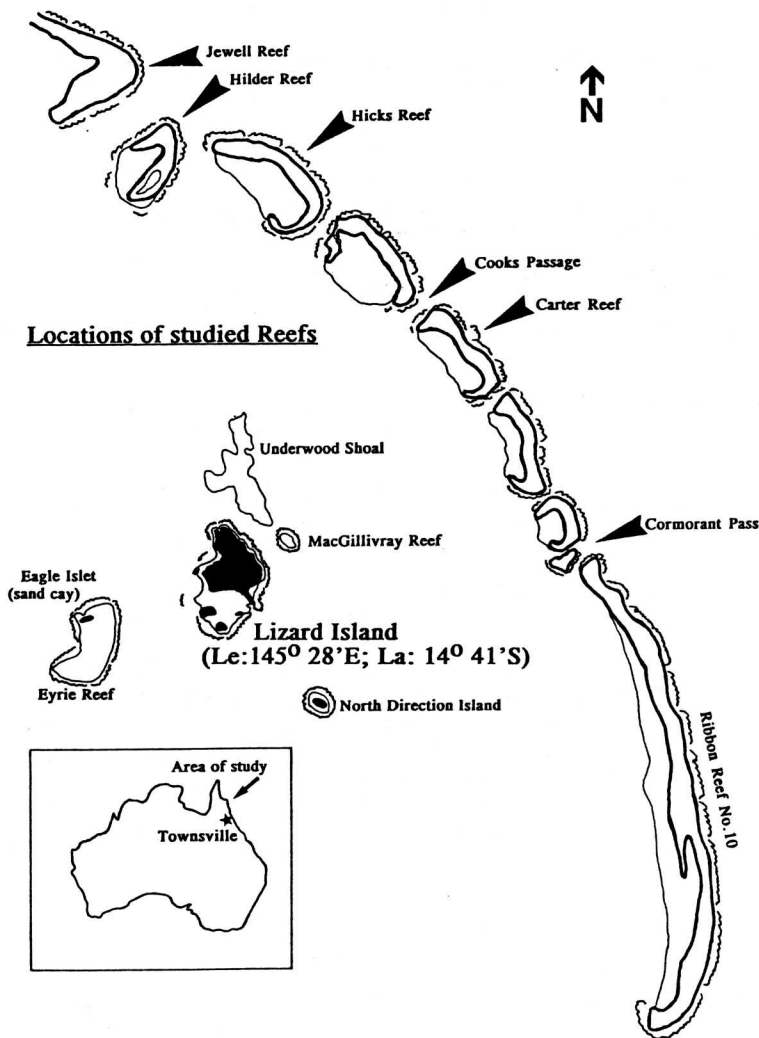 Jewell Reef
Hilder Reef
Hicks Reef
N
Cooks Passage
Carter Reef
Locations of studied Reefs
Underwood Shoal
MacGillivray Reef
Cormorant Pass
Eagle Islet
(sand cay)
Lizard Island
(Le:145O 28'E; La: 14O 41'S)
Eyrie Reef
North Direction Island
Ribbon Reef No.10
Area of study
Townsville